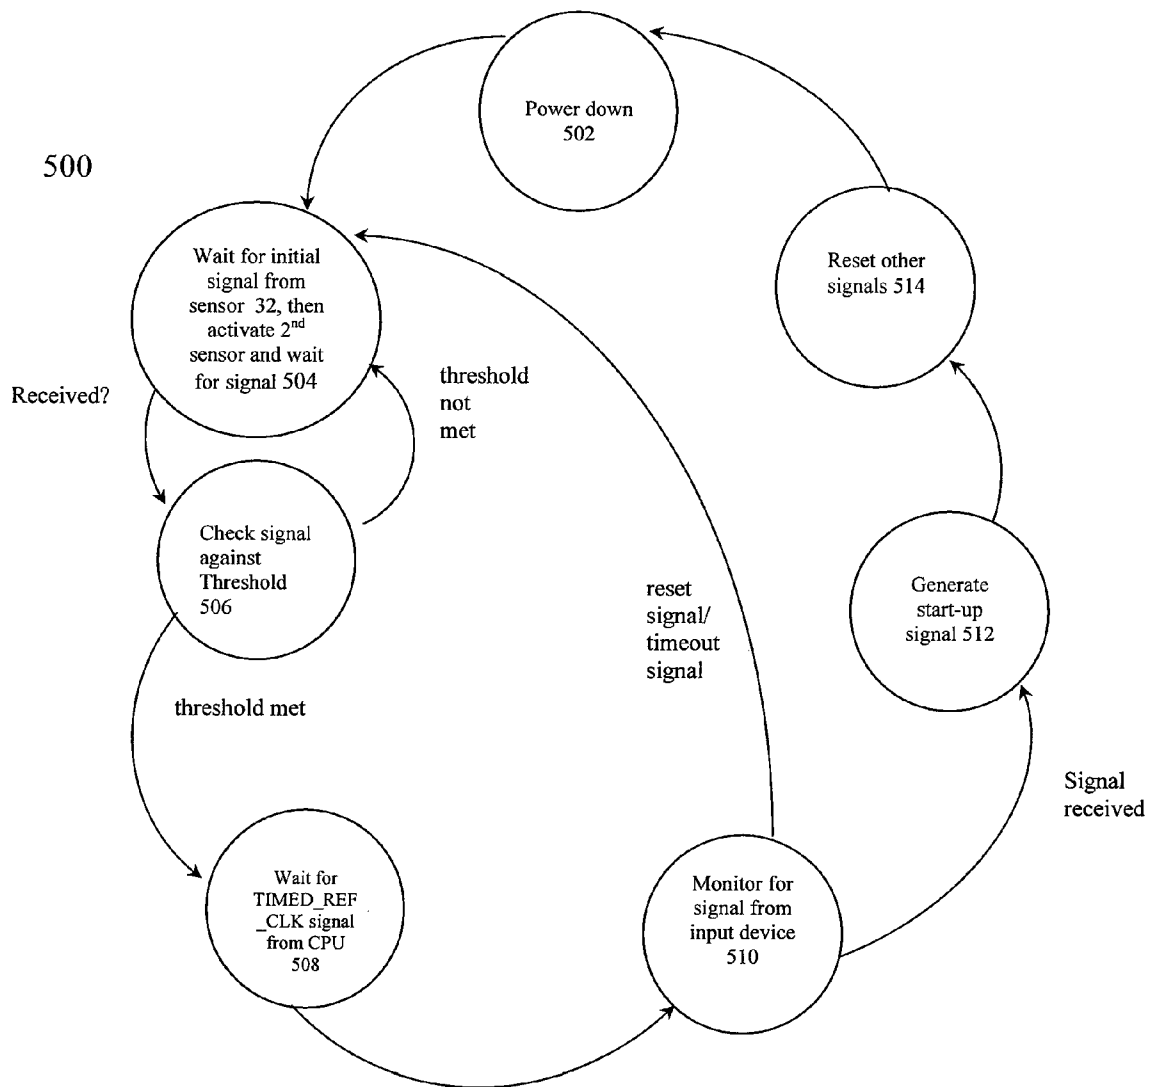 Power down
502
500
Wait for initial
signal from
sensor 32, then
activate 2nd
sensor and wait
for signal 504
Reset other
signals 514
Received?
threshold
not
met
Check signal
against
Threshold
506
reset
signal/
timeout
signal
Generate
start-up
signal 512
threshold met
Signal
received
Wait for
TIMED_REF
_CLK signal
from CPU
508
Monitor for
signal from
input device
510